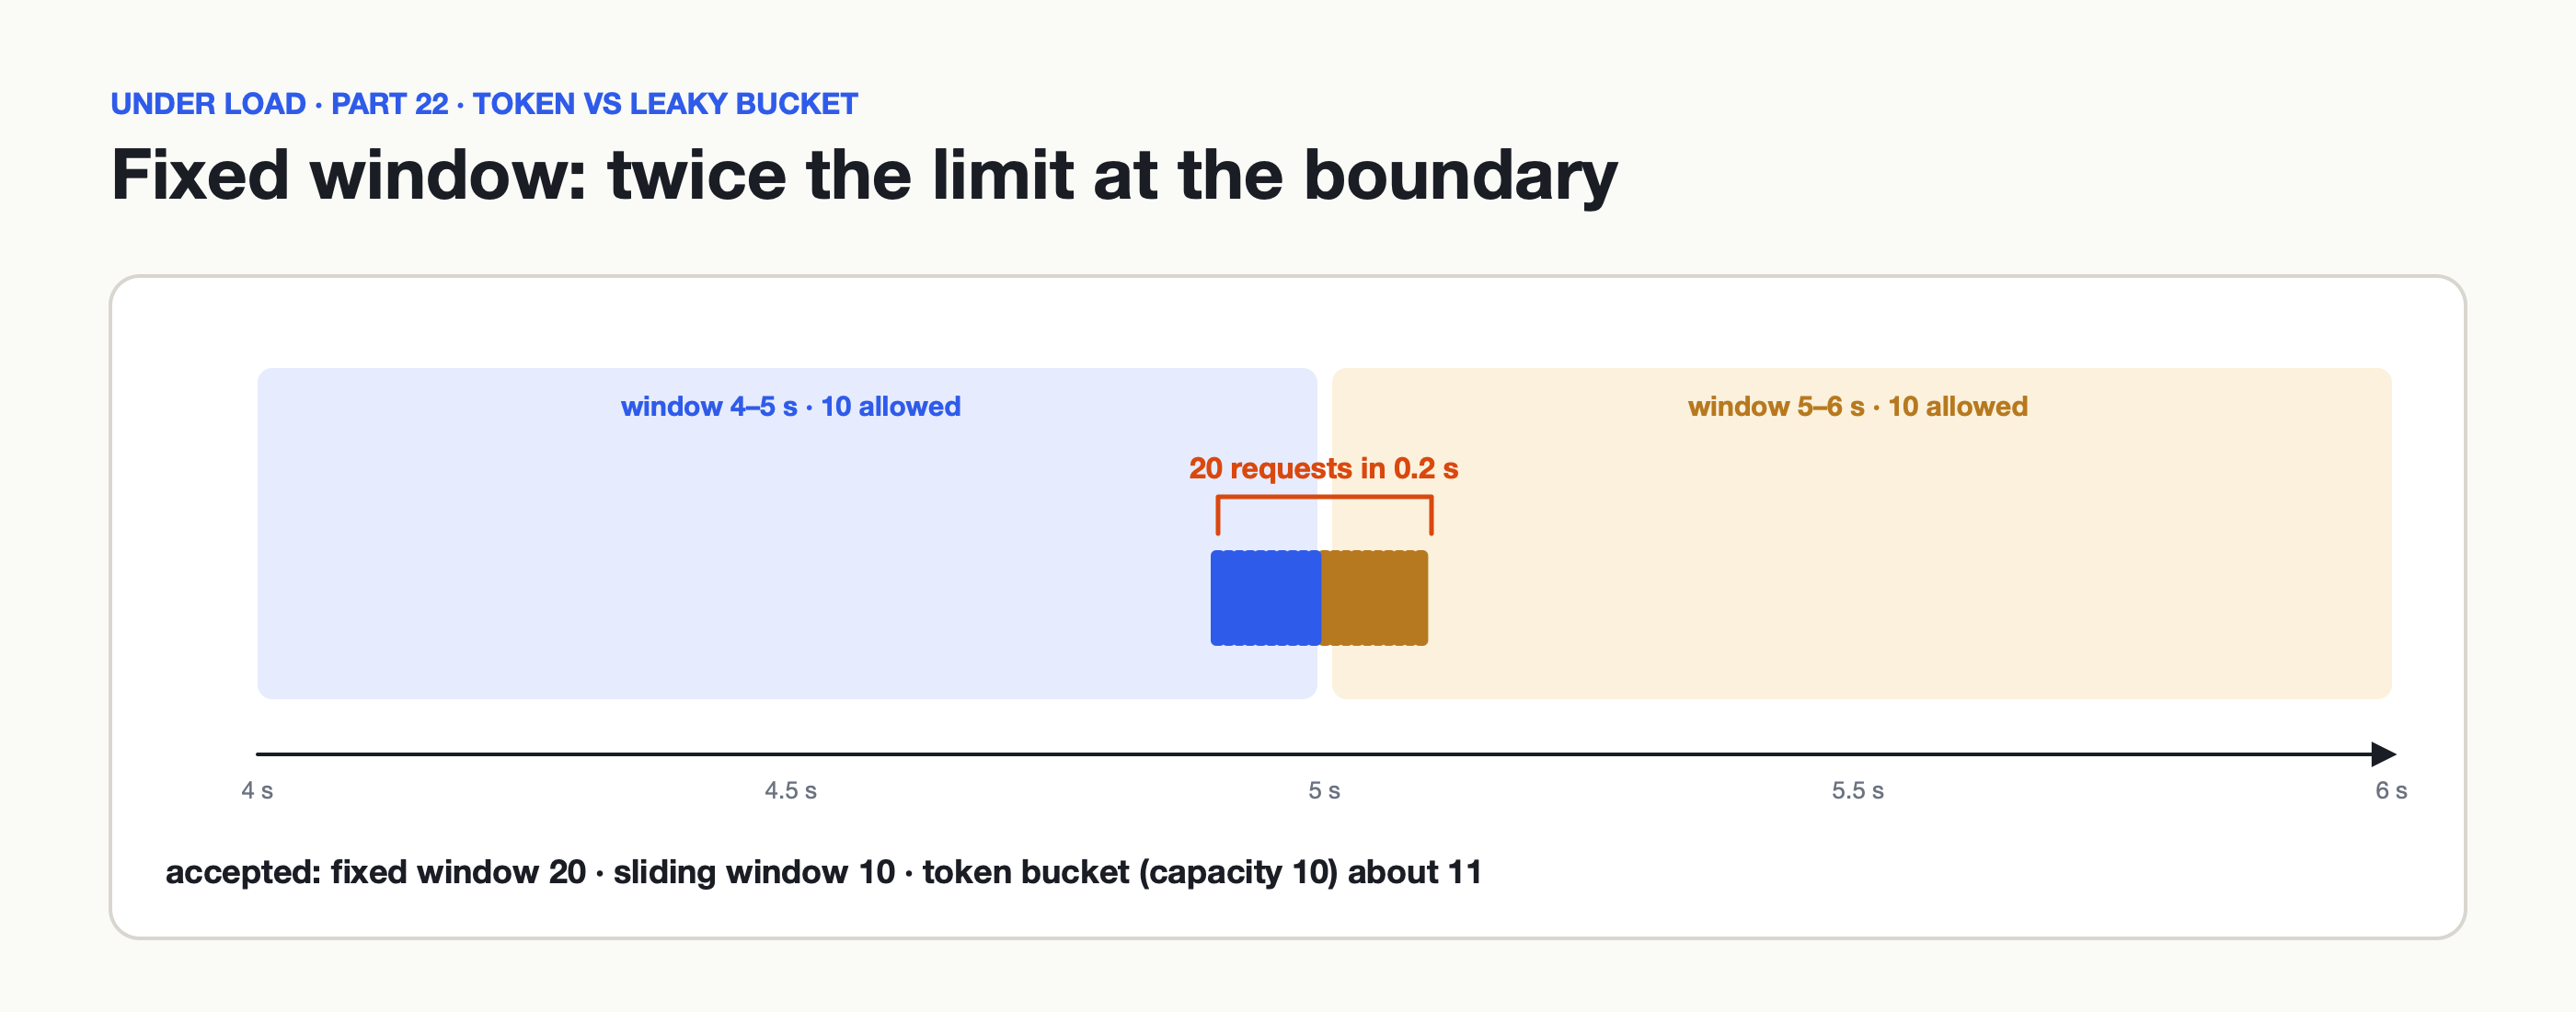 UNDER LOAD · PART 22 · TOKEN VS LEAKY BUCKET
Fixed window: twice the limit at the boundary
window 4–5 s · 10 allowed
window 5–6 s · 10 allowed
20 requests in 0.2 s
4 s
4.5 s
5 s
5.5 s
6 s
accepted: fixed window 20 · sliding window 10 · token bucket (capacity 10) about 11